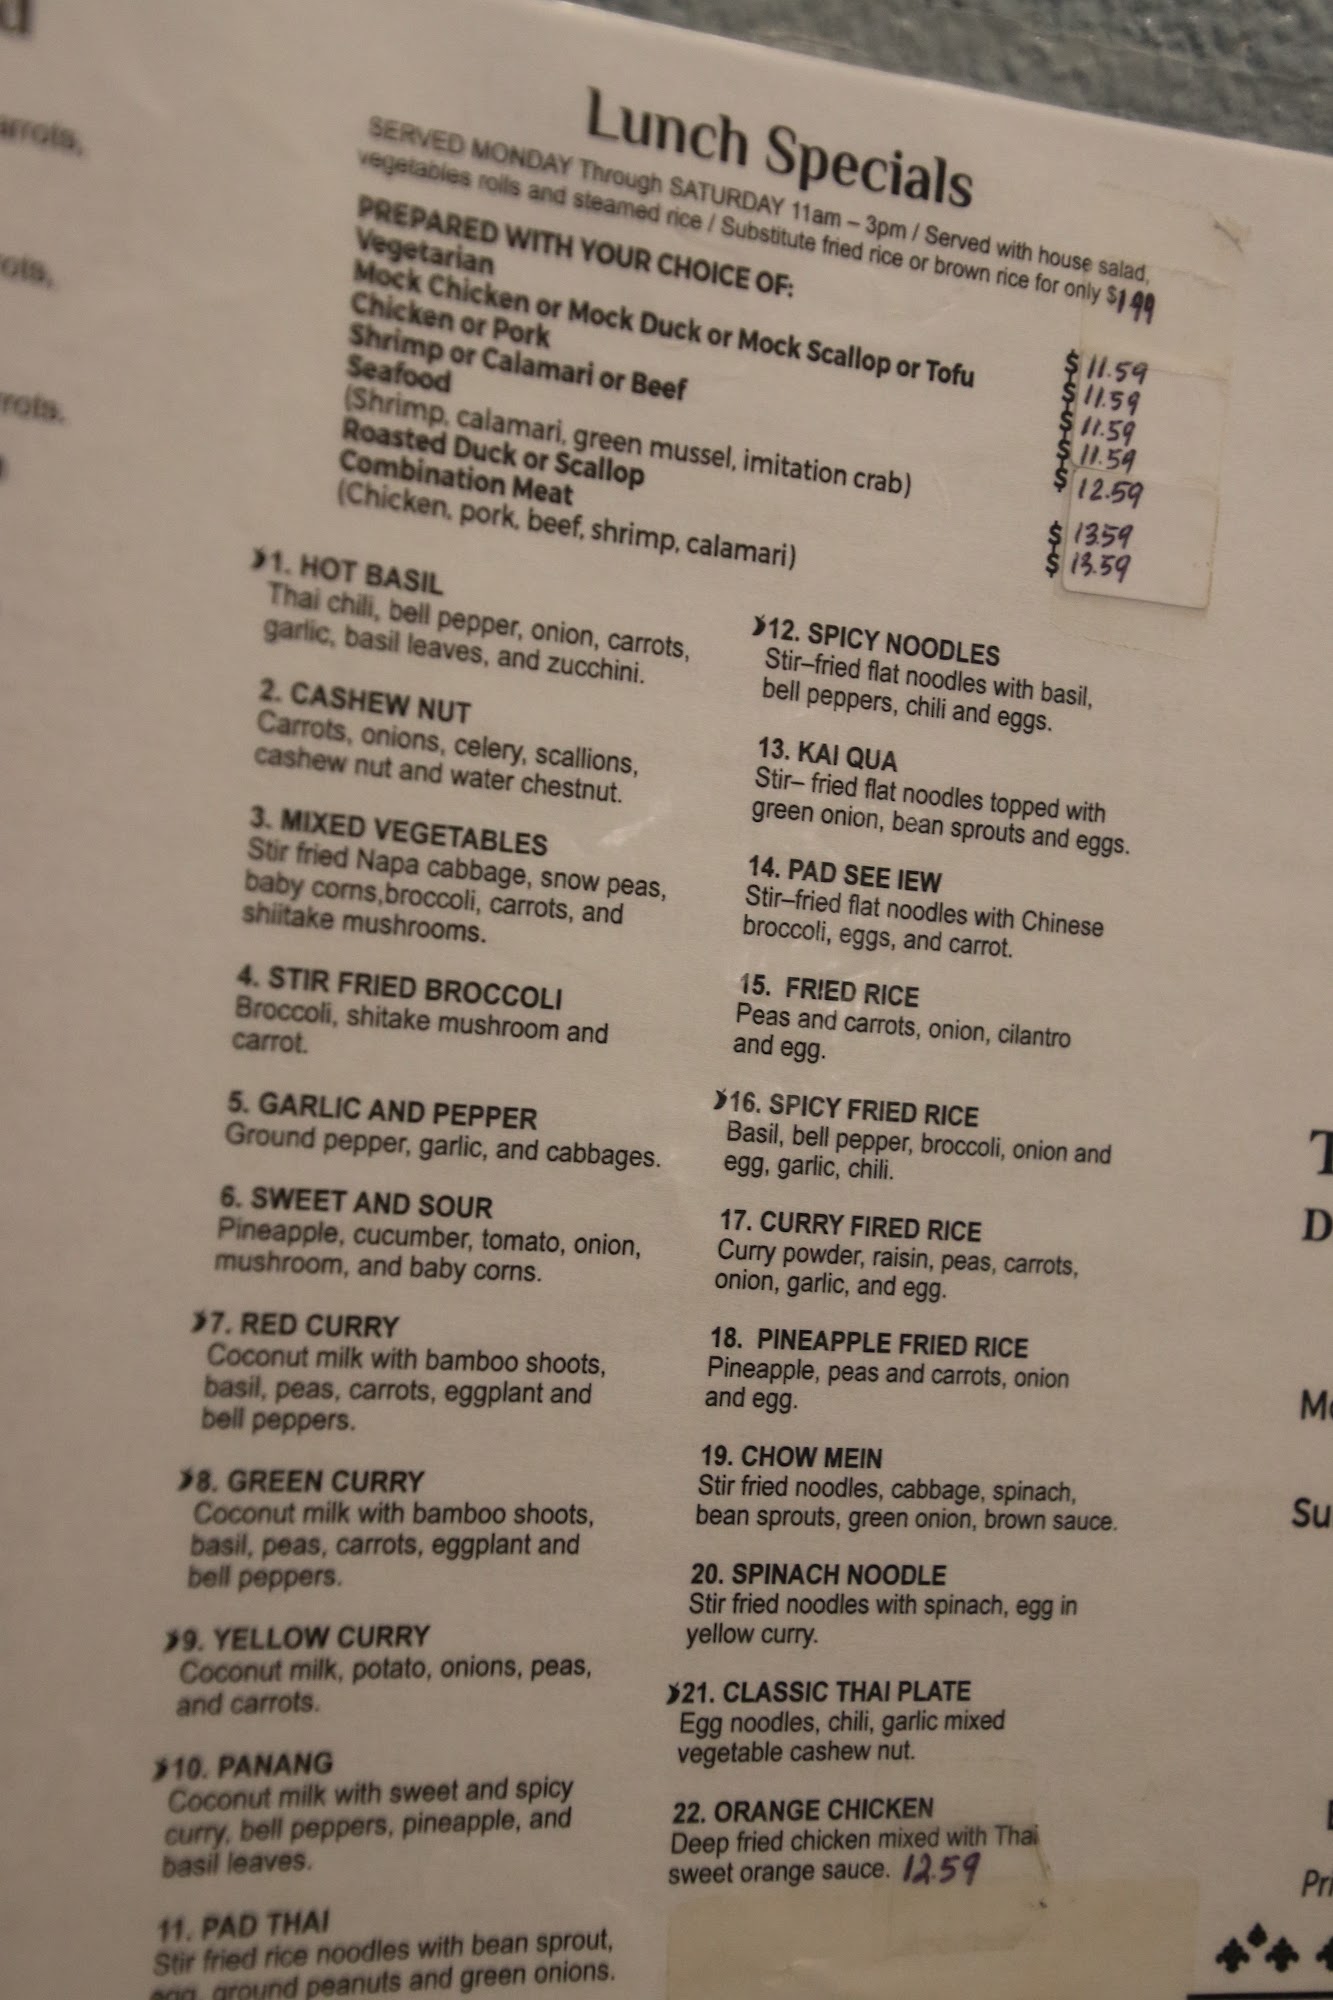 Lunch Specials
SERVED MONDAY Through SATURDAY 11am – 3pm / Served with house salad,
vegetables rolls and steamed rice / Substitute fried rice or brown rice for only $1.99
PREPARED WITH YOUR CHOICE OF:
Vegetarian $ 11.59
Mock Chicken or Mock Duck or Mock Scallop or Tofu $ 11.59
Chicken or Pork $ 11.59
Shrimp or Calamari or Beef $ 11.59
Seafood $ 12.59
(Shrimp, calamari, green mussel, imitation crab)
Roasted Duck or Scallop $ 13.59
Combination Meat $ 13.59
(Chicken, pork, beef, shrimp, calamari)
1. HOT BASIL
Thai chili, bell pepper, onion, carrots,
garlic, basil leaves, and zucchini.
2. CASHEW NUT
Carrots, onions, celery, scallions,
cashew nut and water chestnut.
3. MIXED VEGETABLES
Stir fried Napa cabbage, snow peas,
baby corns,broccoli, carrots, and
shiitake mushrooms.
4. STIR FRIED BROCCOLI
Broccoli, shitake mushroom and
carrot.
5. GARLIC AND PEPPER
Ground pepper, garlic, and cabbages.
6. SWEET AND SOUR
Pineapple, cucumber, tomato, onion,
mushroom, and baby corns.
7. RED CURRY
Coconut milk with bamboo shoots,
basil, peas, carrots, eggplant and
bell peppers.
8. GREEN CURRY
Coconut milk with bamboo shoots,
basil, peas, carrots, eggplant and
bell peppers.
9. YELLOW CURRY
Coconut milk, potato, onions, peas,
and carrots.
10. PANANG
Coconut milk with sweet and spicy
curry, bell peppers, pineapple, and
basil leaves.
11. PAD THAI
Stir fried rice noodles with bean sprout,
egg, ground peanuts and green onions.
12. SPICY NOODLES
Stir–fried flat noodles with basil,
bell peppers, chili and eggs.
13. KAI QUA
Stir– fried flat noodles topped with
green onion, bean sprouts and eggs.
14. PAD SEE IEW
Stir–fried flat noodles with Chinese
broccoli, eggs, and carrot.
15. FRIED RICE
Peas and carrots, onion, cilantro
and egg.
16. SPICY FRIED RICE
Basil, bell pepper, broccoli, onion and
egg, garlic, chili.
17. CURRY FIRED RICE
Curry powder, raisin, peas, carrots,
onion, garlic, and egg.
18. PINEAPPLE FRIED RICE
Pineapple, peas and carrots, onion
and egg.
19. CHOW MEIN
Stir fried noodles, cabbage, spinach,
bean sprouts, green onion, brown sauce.
20. SPINACH NOODLE
Stir fried noodles with spinach, egg in
yellow curry.
21. CLASSIC THAI PLATE
Egg noodles, chili, garlic mixed
vegetable cashew nut.
22. ORANGE CHICKEN
Deep fried chicken mixed with Thai
sweet orange sauce. 12.59